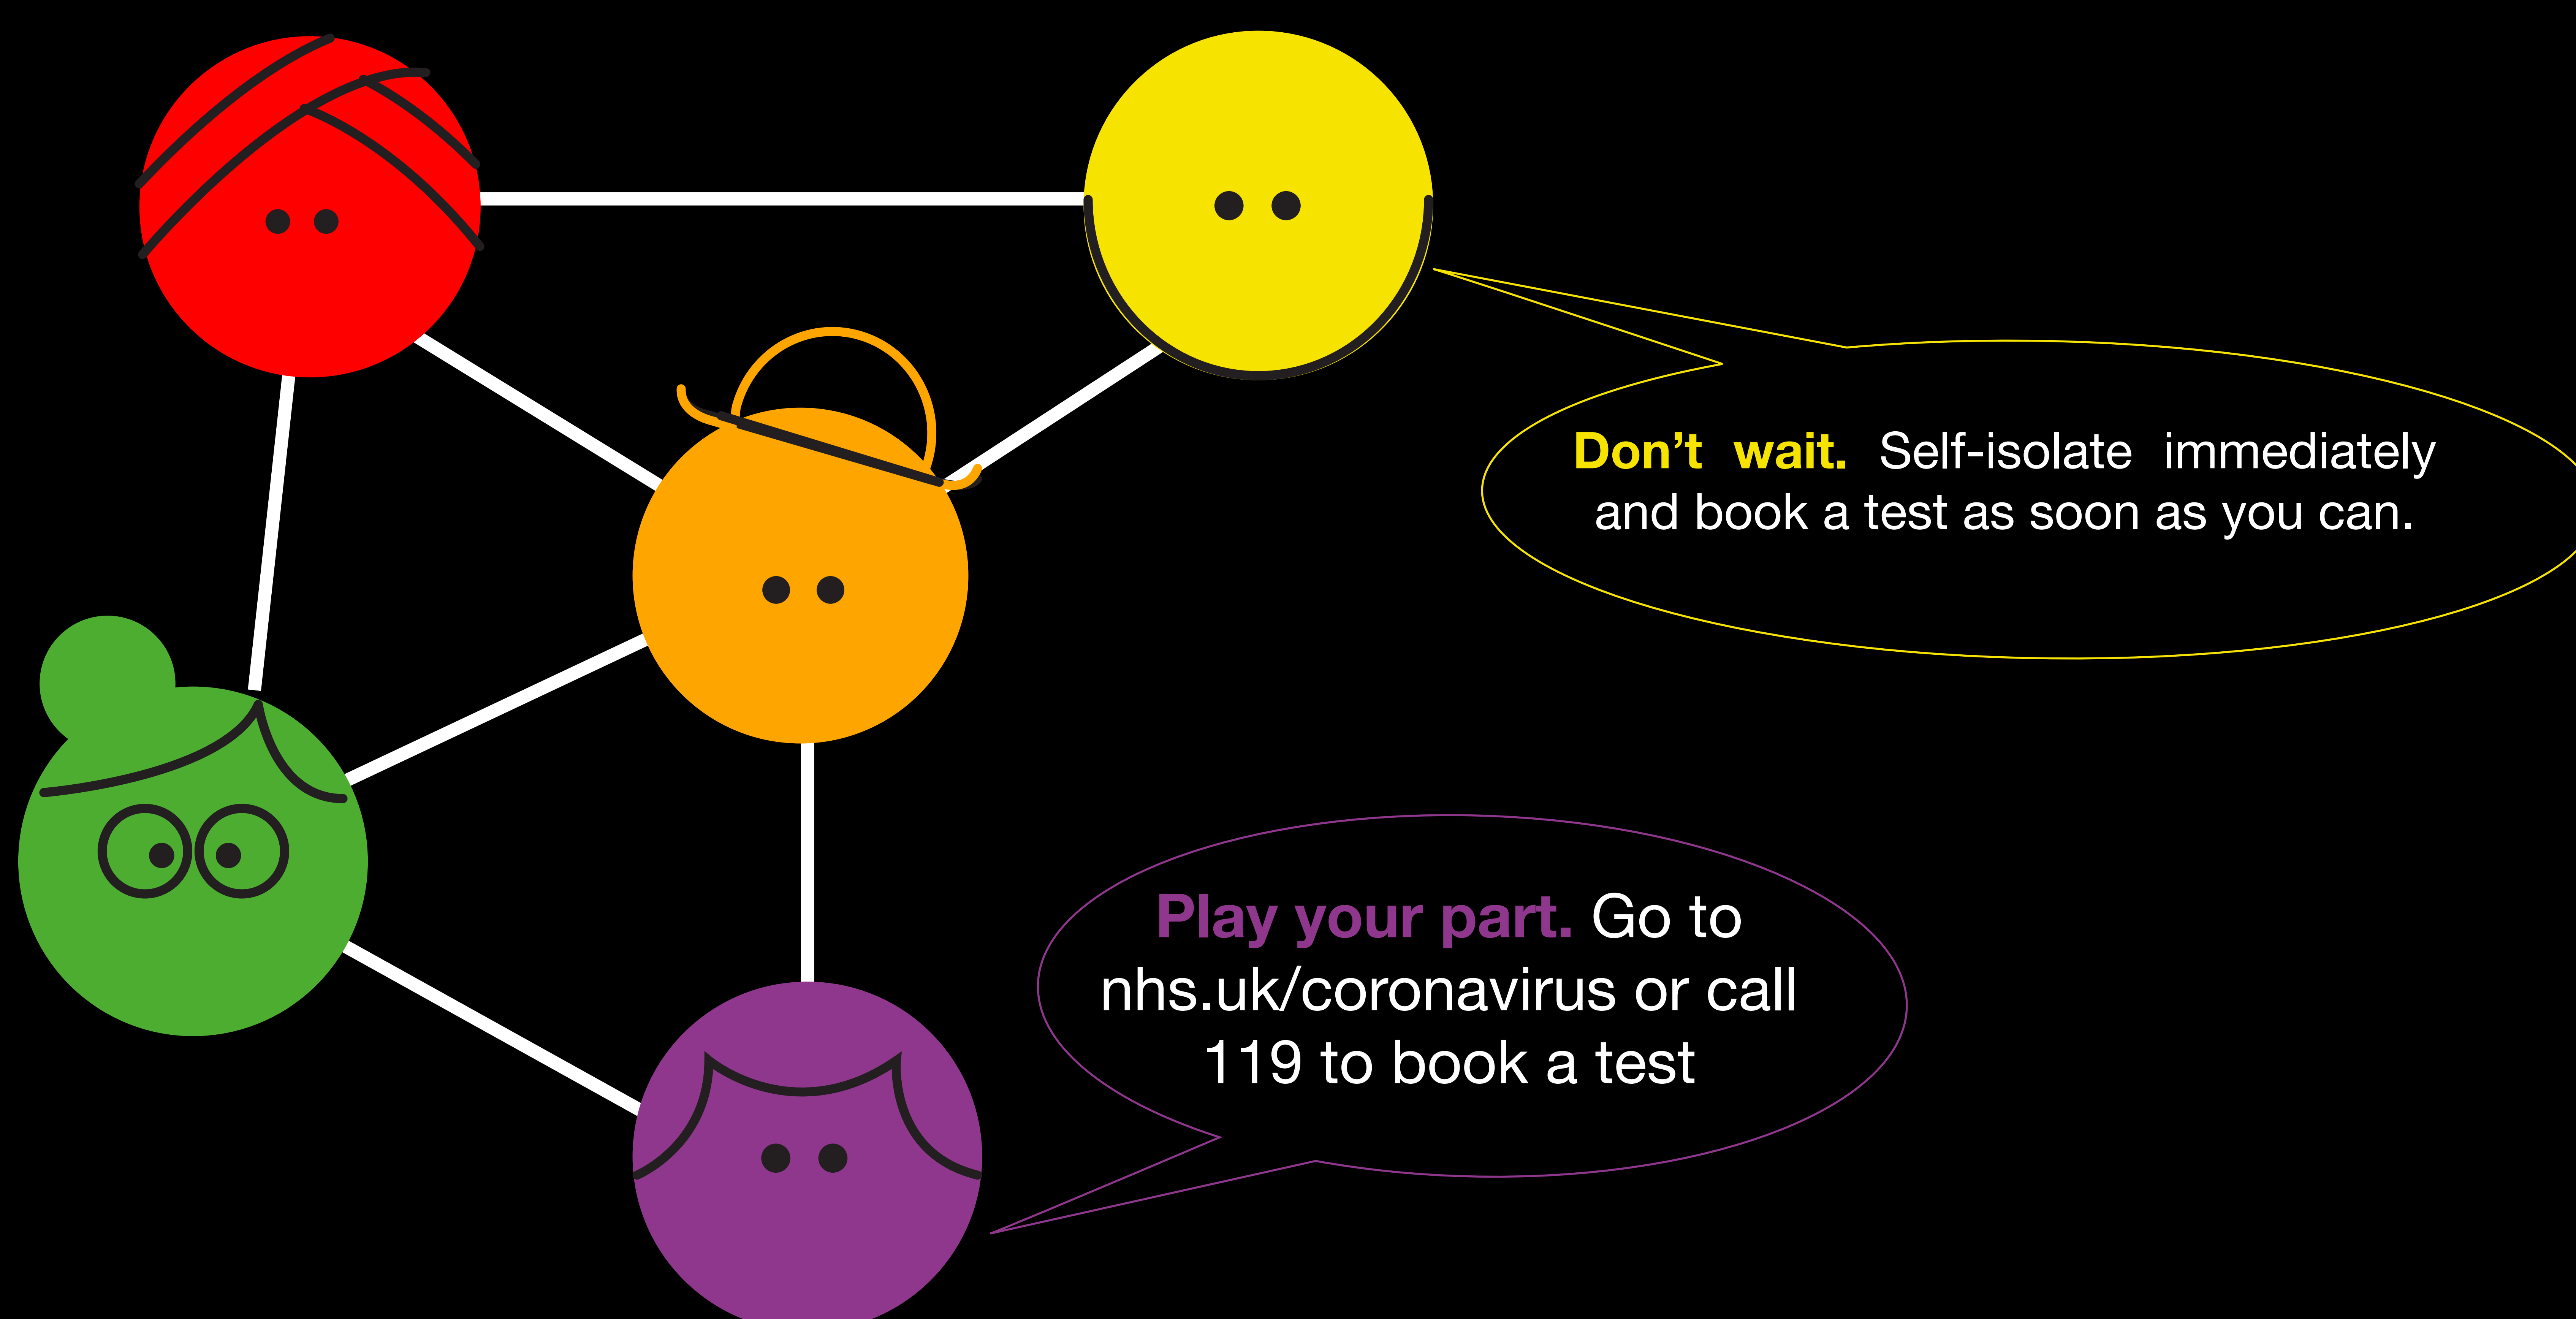 Don’t wait. Self-isolate immediately
and book a test as soon as you can.
Play your part. Go to
nhs.uk/coronavirus or call
119 to book a test